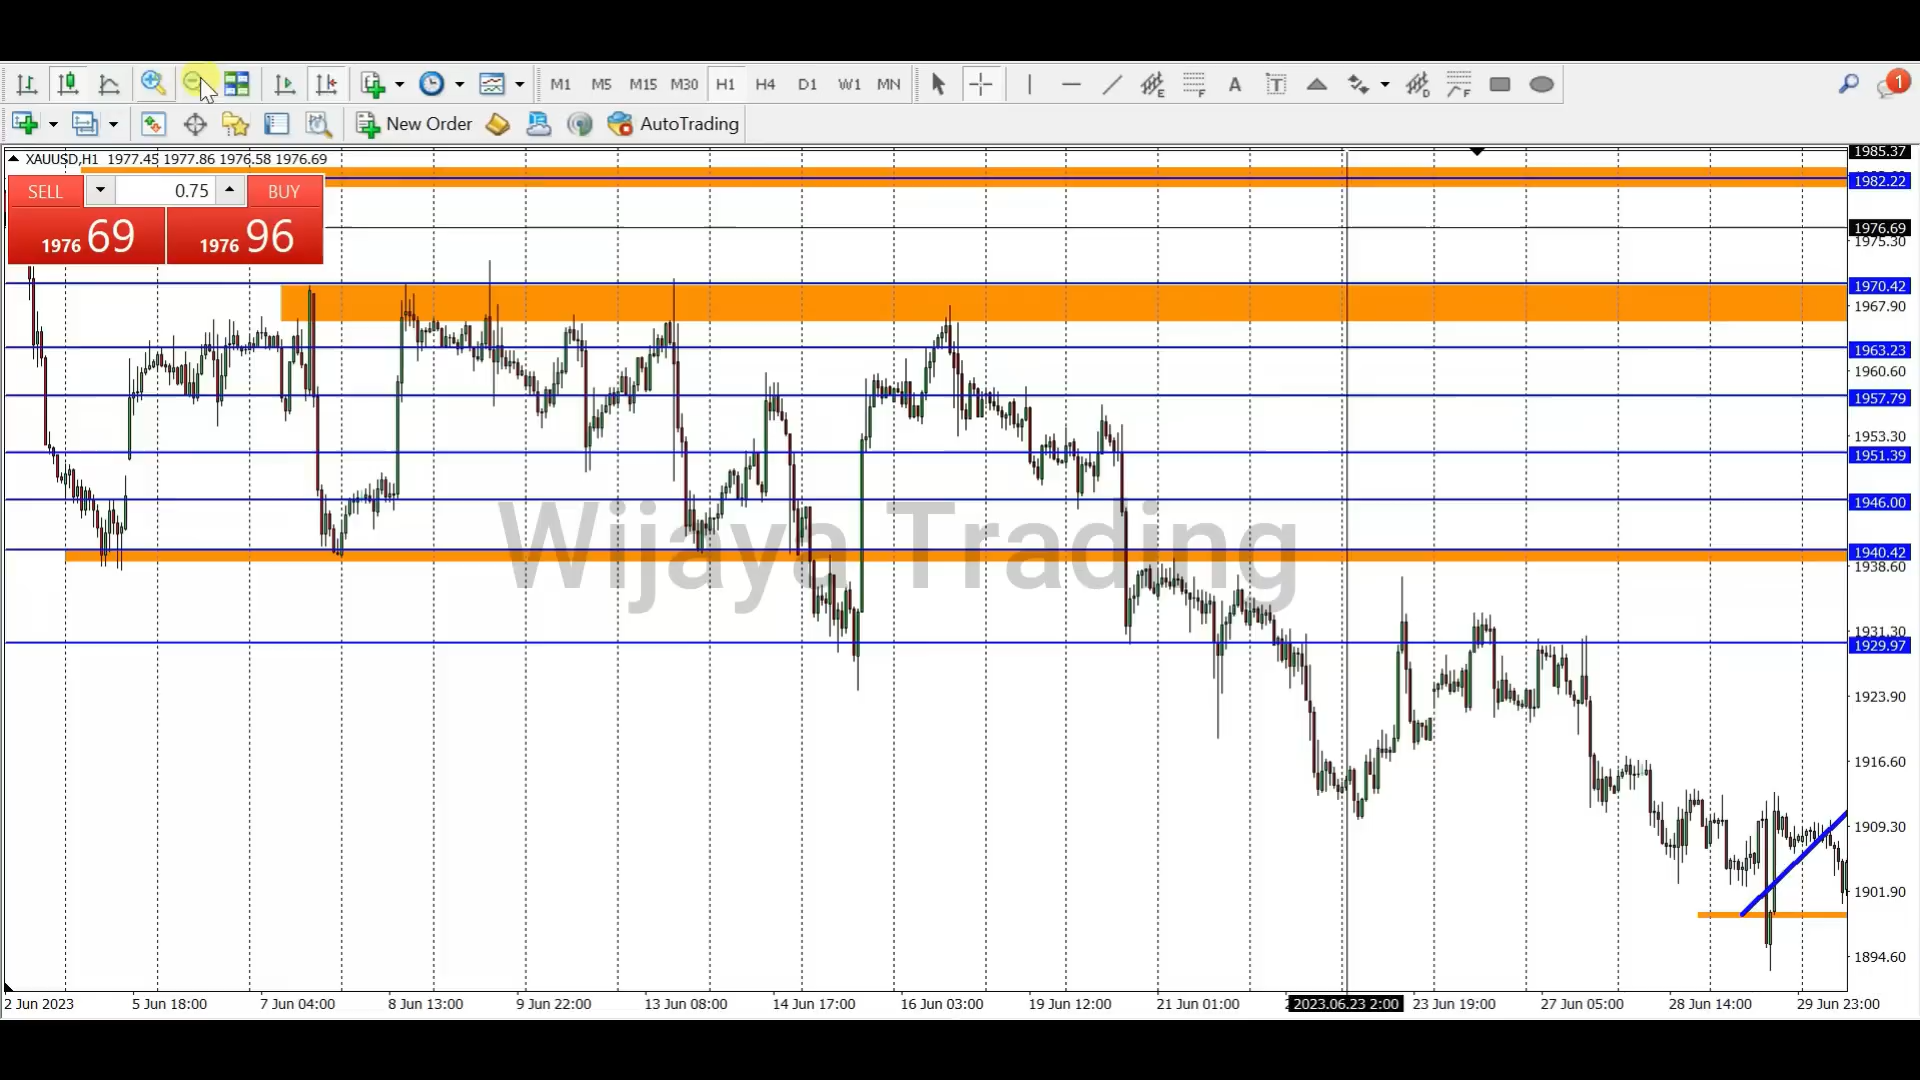 M1 M5 M15 M30 H1 H4 D1 W1 MN A T 1
E F D F
New Order AutoTrading
XAUUSD,H1 1977.45 1977.86 1976.58 1976.69
SELL 0.75 BUY
1976 69 1976 96
1985.37
1982.22
1976.69
1975.30
1970.42
1967.90
1963.23
1960.60
1957.79
1953.30
1951.39
1946.00
1940.42
1938.60
1931.30
1929.97
1923.90
1916.60
1909.30
1901.90
1894.60
Wijaya Trading
2 Jun 2023 5 Jun 18:00 7 Jun 04:00 8 Jun 13:00 9 Jun 22:00 13 Jun 08:00 14 Jun 17:00 16 Jun 03:00 19 Jun 12:00 21 Jun 01:00 2023.06.23 2:00 23 Jun 19:00 27 Jun 05:00 28 Jun 14:00 29 Jun 23:00